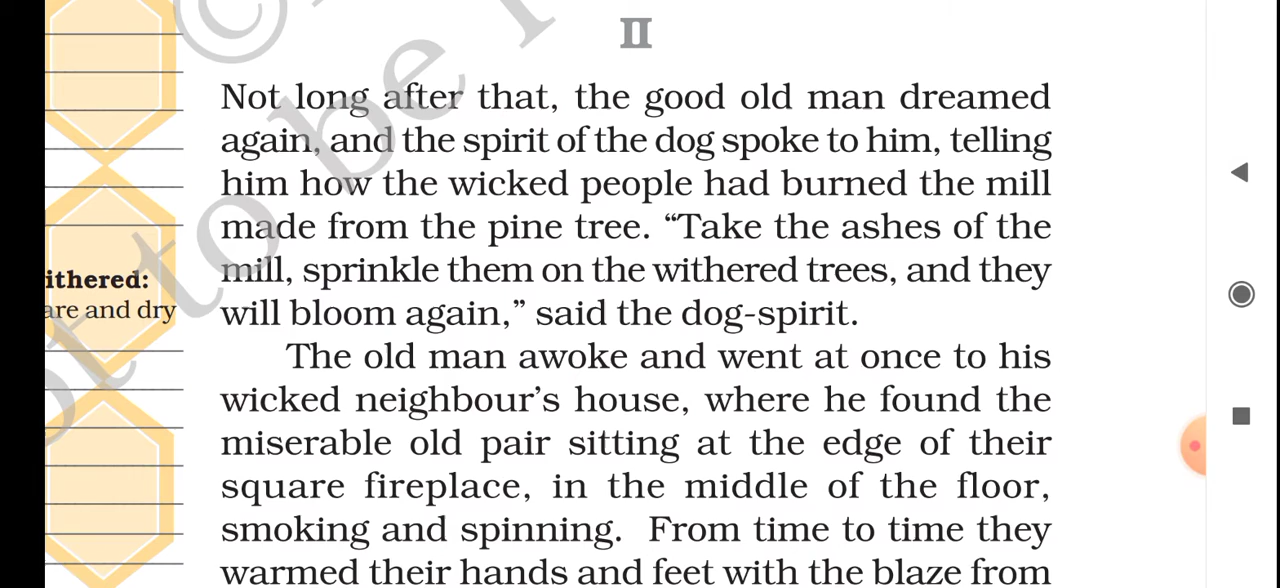 II
Not long after that, the good old man dreamed
again, and the spirit of the dog spoke to him, telling
him how the wicked people had burned the mill
made from the pine tree. “Take the ashes of the
mill, sprinkle them on the withered trees, and they
will bloom again,” said the dog-spirit.
The old man awoke and went at once to his
wicked neighbour’s house, where he found the
miserable old pair sitting at the edge of their
square fireplace, in the middle of the floor,
smoking and spinning. From time to time they
warmed their hands and feet with the blaze from
ithered:
are and dry
©
to be